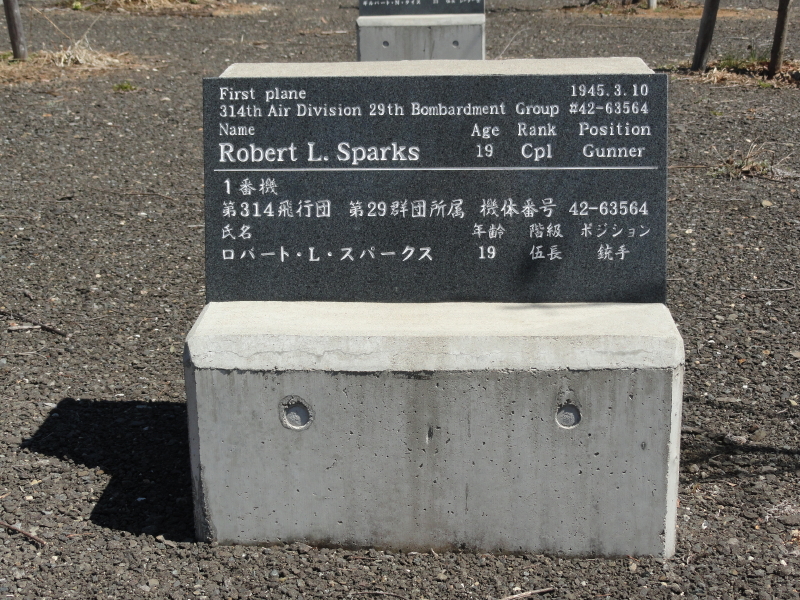 First plane 1945.3.10
314th Air Division 29th Bombardment Group #42-63564
Name Age Rank Position
Robert L. Sparks 19 Cpl Gunner
1番機
第314飛行団 第29群団所属 機体番号 42-63564
氏名 年齢 階級 ポジション
ロバート・L・スパークス 19 伍長 銃手